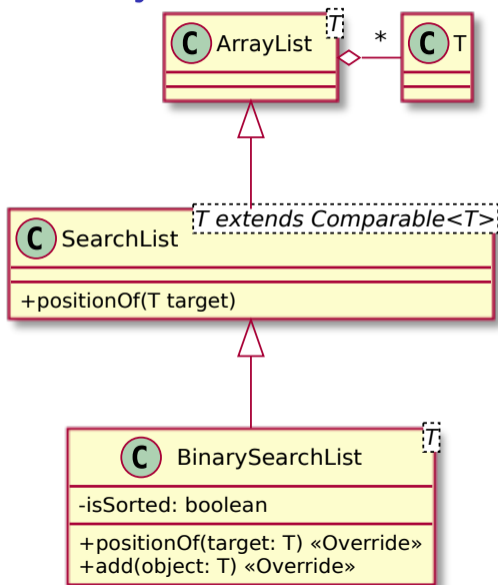 T
C ArrayList
*
C T
T extends Comparable<T>
C SearchList
+positionOf(T target)
T
C BinarySearchList
-isSorted: boolean
+positionOf(target: T) «Override»
+add(object: T) «Override»